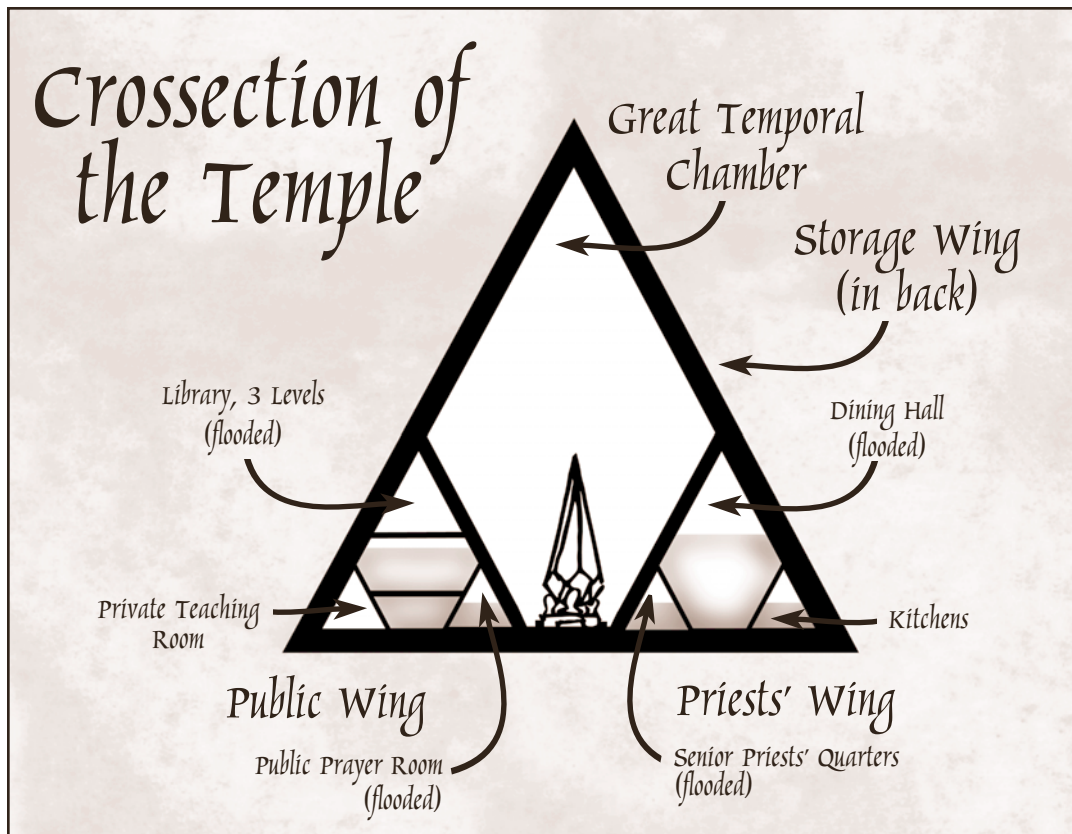 Crossection of
the Temple
Great Temporal
Chamber
Storage Wing
(in back)
Library, 3 Levels
(flooded)
Dining Hall
(flooded)
Private Teaching
Room
Kitchens
Public Wing
Priests' Wing
Public Prayer Room
(flooded)
Senior Priests' Quarters
(flooded)